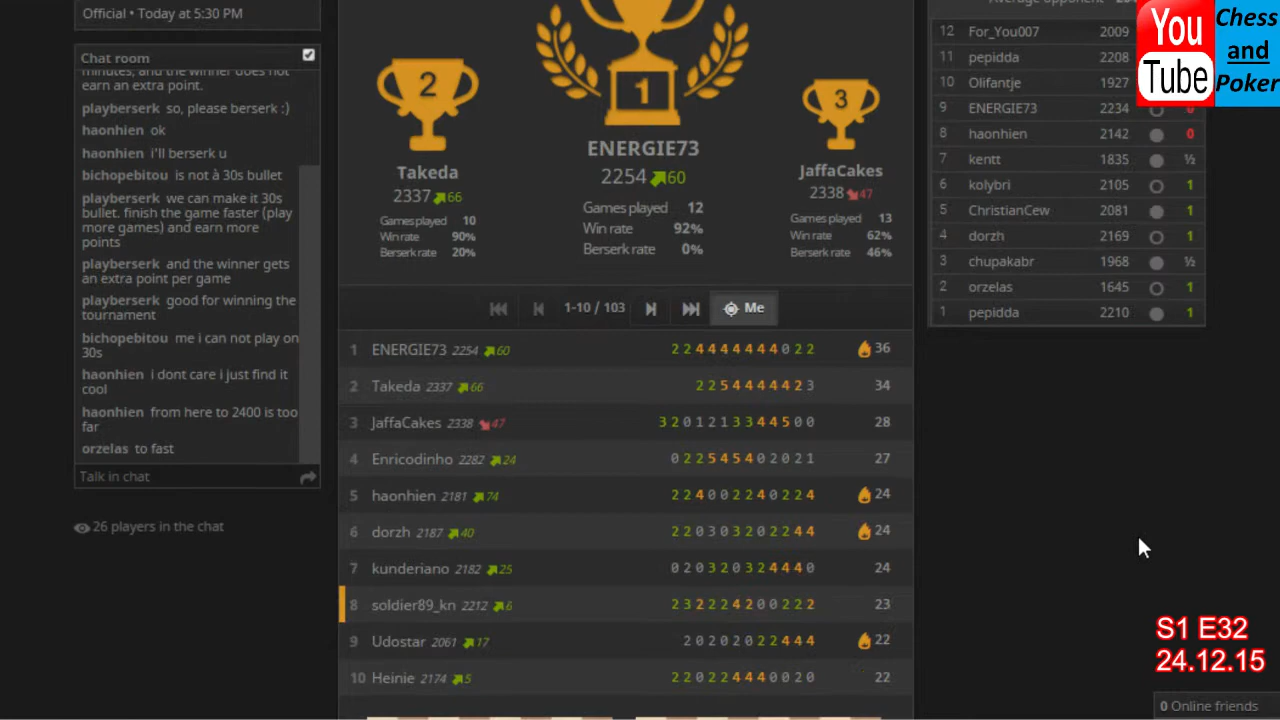 Official • Today at 5:30 PM
Chat room
minutes, and the winner does not
earn an extra point.
playberserk so, please berserk :)
haonhien ok
haonhien i'll berserk u
bichopebitou is not à 30s bullet
playberserk we can make it 30s
bullet. finish the game faster (play
more games) and earn more
points
playberserk and the winner gets
an extra point per game
playberserk good for winning the
tournament
bichopebitou me i can not play on
30s
haonhien i dont care i just find it
cool
haonhien from here to 2400 is too
far
orzelas to fast
Talk in chat
26 players in the chat
2
Takeda
2337 66
Games played 10
Win rate 90%
Berserk rate 20%
1
ENERGIE73
2254 60
Games played 12
Win rate 92%
Berserk rate 0%
3
JaffaCakes
2338 47
Games played 13
Win rate 62%
Berserk rate 46%
1-10 / 103
Me
1 ENERGIE73 2254 60 2 2 4 4 4 4 4 4 4 0 2 2 36
2 Takeda 2337 66 2 2 5 4 4 4 4 4 2 3 34
3 JaffaCakes 2338 47 3 2 0 1 2 1 3 3 4 4 5 0 0 28
4 Enricodinho 2282 24 0 2 2 5 4 5 4 0 2 0 2 1 27
5 haonhien 2181 74 2 2 4 0 0 2 2 4 0 2 2 4 24
6 dorzh 2187 40 2 2 0 3 0 3 2 0 2 2 4 4 24
7 kunderiano 2182 25 0 2 0 3 2 0 3 2 4 4 4 0 24
8 soldier89_kn 2212 6 2 3 2 2 2 4 2 0 0 2 2 2 23
9 Udostar 2061 17 2 0 2 0 2 0 2 2 4 4 4 22
10 Heinie 2174 5 2 2 0 2 2 4 4 4 0 0 2 0 22
Average opponent
12 For_You007 2009
11 pepidda 2208
10 Olifantje 1927
9 ENERGIE73 2234 0
8 haonhien 2142 0
7 kentt 1835 ½
6 kolybri 2105 1
5 ChristianCew 2081 1
4 dorzh 2169 1
3 chupakabr 1968 ½
2 orzelas 1645 1
1 pepidda 2210 1
You
Tube
Chess
and
Poker
S1 E32
24.12.15
0 Online friends